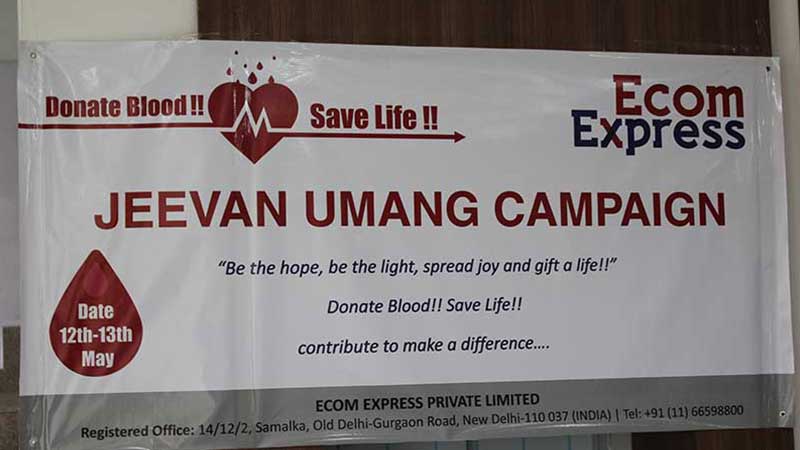 Donate Blood!!
Save Life !!
Ecom
Express
JEEVAN UMANG CAMPAIGN
“Be the hope, be the light, spread joy and gift a life!!”
Donate Blood!! Save Life!!
contribute to make a difference....
Date
12th-13th
May
ECOM EXPRESS PRIVATE LIMITED
Registered Office: 14/12/2, Samalka, Old Delhi-Gurgaon Road, New Delhi-110 037 (INDIA) | Tel: +91 (11) 66598800